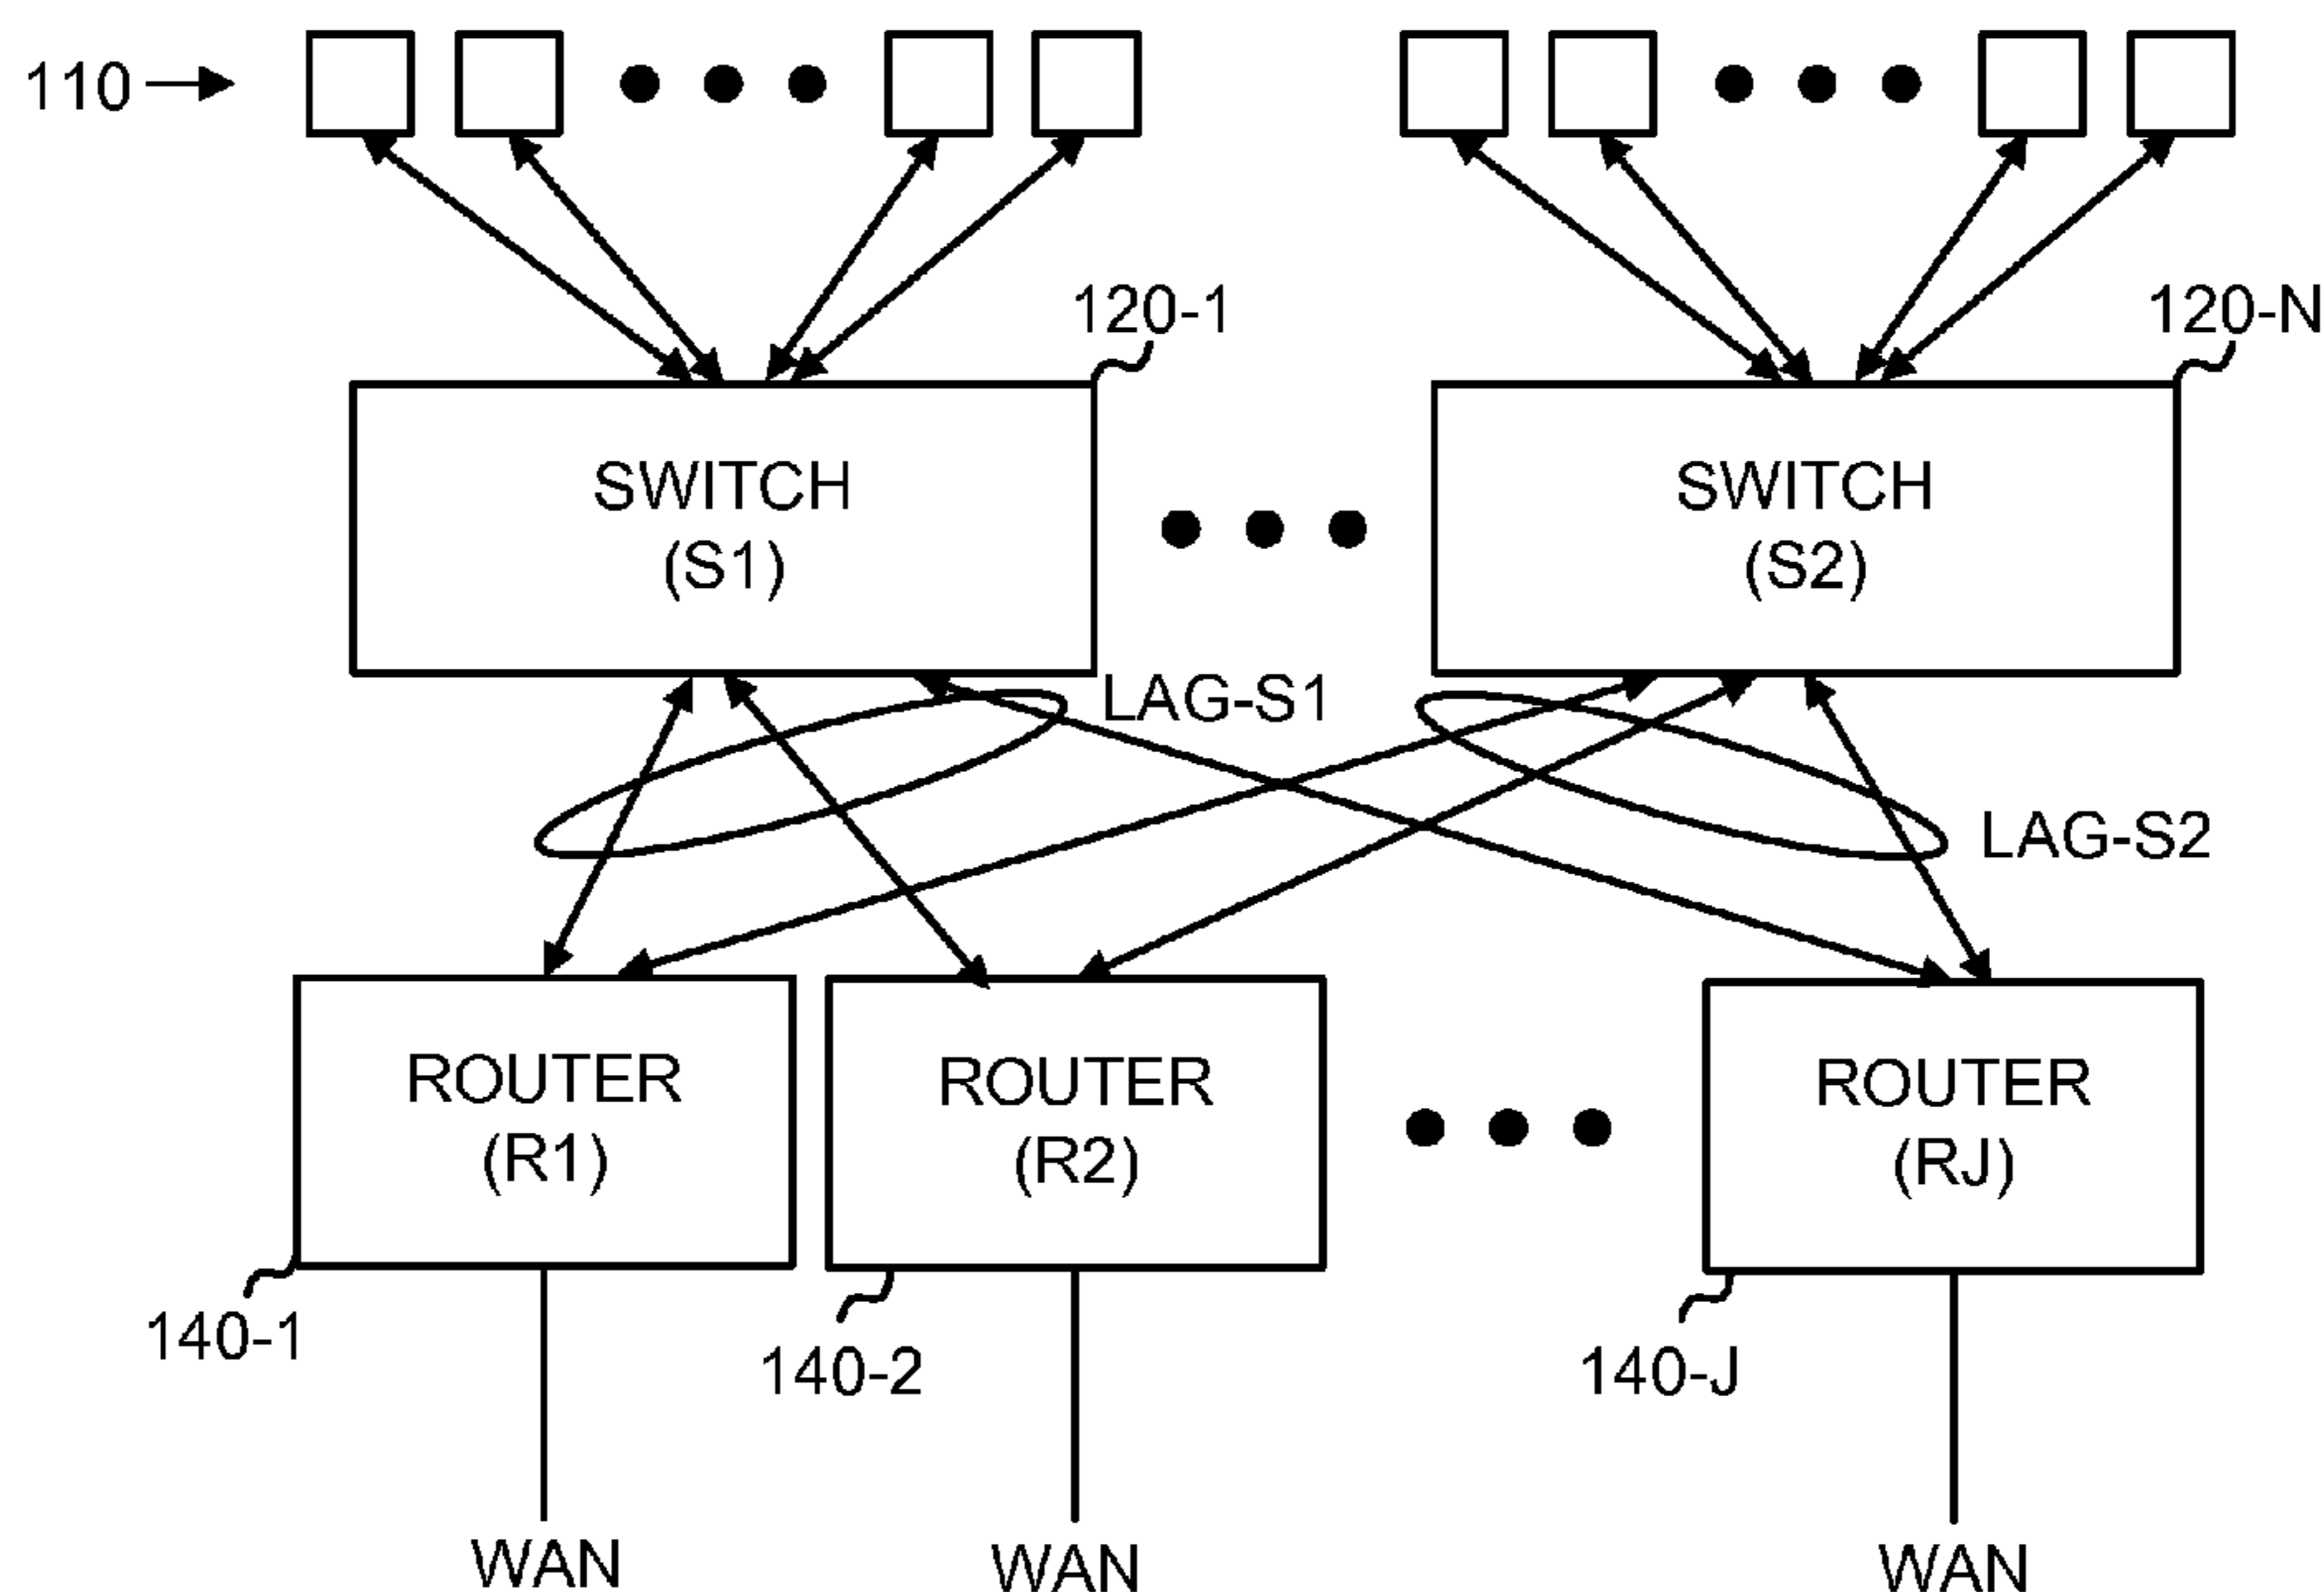 110
120-1
120-N
SWITCH
(S1)
SWITCH
(S2)
LAG-S1
LAG-S2
ROUTER
(R1)
ROUTER
(R2)
ROUTER
(RJ)
140-1
140-2
140-J
WAN
WAN
WAN